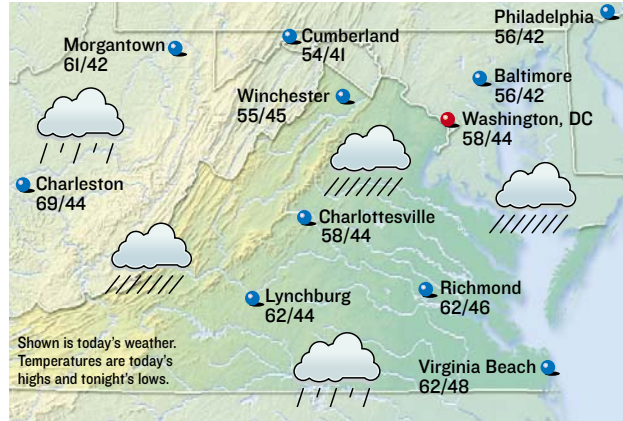 Philadelphia
56/42
Cumberland
54/41
Morgantown
61/42
Baltimore
56/42
Winchester
55/45
Washington, DC
58/44
Charleston
69/44
Charlottesville
58/44
Richmond
62/46
Lynchburg
62/44
Shown is today's weather.
Temperatures are today's
highs and tonight's lows.
Virginia Beach
62/48